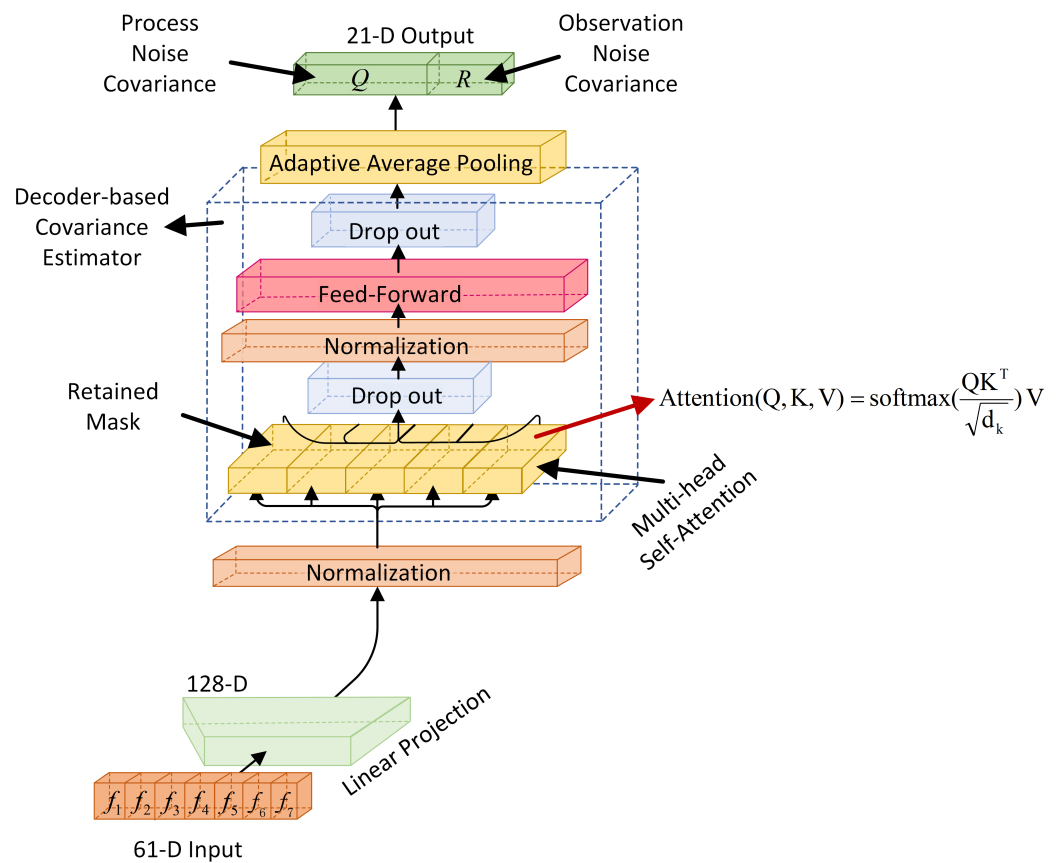 Process
Noise
Covariance
21-D Output
Observation
Noise
Covariance
Q R
Adaptive Average Pooling
Decoder-based
Covariance
Estimator
Drop out
Feed-Forward
Normalization
Retained
Mask
Drop out
Attention(Q, K, V) = softmax(QK^T/√d_k) V
Multi-head
Self-Attention
Normalization
128-D
Linear Projection
f₁ f₂ f₃ f₄ f₅ f₆ f₇
61-D Input